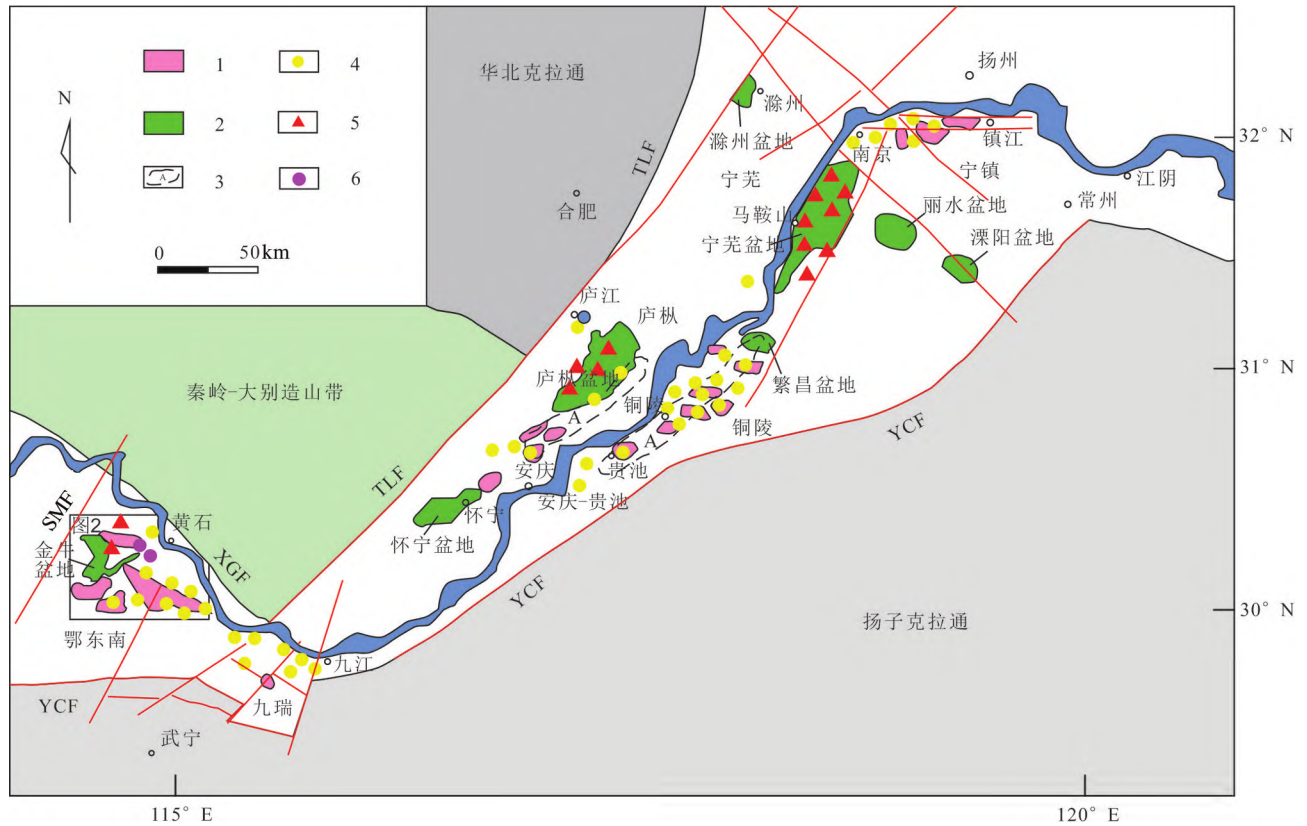 1
2
3
4
5
6
A
N
0
50km
华北克拉通
扬州
滁州
滁州盆地
TLF
宁芜
南京
镇江
宁镇
32° N
江阴
常州
合肥
马鞍山
宁芜盆地
丽水盆地
溧阳盆地
庐江
庐枞
庐枞盆地
31° N
秦岭-大别造山带
繁昌盆地
铜陵
A
A
铜陵
YCF
TLF
安庆
贵池
安庆-贵池
怀宁
怀宁盆地
SMF
图2
黄石
金牛
盆地
XGF
YCF
30° N
鄂东南
扬子克拉通
九江
九瑞
YCF
武宁
115° E
120° E